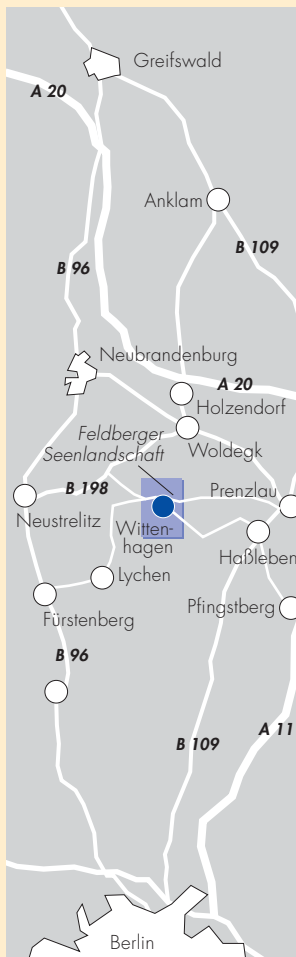 Greifswald
A 20
Anklam
B 109
B 96
Neubrandenburg
A 20
Holzendorf
Feldberger
Seenlandschaft
Woldegk
B 198
Prenzlau
Neustrelitz
Witten-
hagen
Haßleben
Lychen
Pfingstberg
Fürstenberg
B 96
B 109
A 11
Berlin